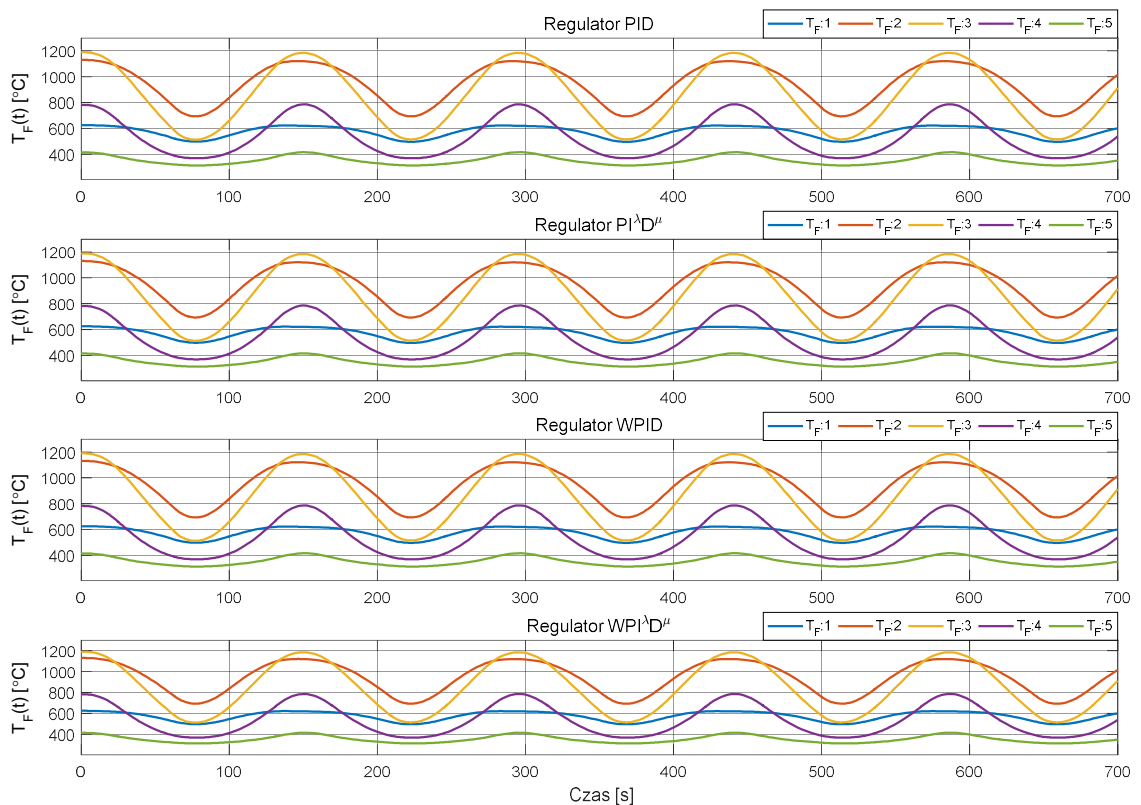 Regulator PID
T_F:1 T_F:2 T_F:3 T_F:4 T_F:5
T_F(t) [°C]
1200
1000
800
600
400
0 100 200 300 400 500 600 700
Regulator PI^λD^μ
T_F:1 T_F:2 T_F:3 T_F:4 T_F:5
T_F(t) [°C]
1200
1000
800
600
400
0 100 200 300 400 500 600 700
Regulator WPID
T_F:1 T_F:2 T_F:3 T_F:4 T_F:5
T_F(t) [°C]
1200
1000
800
600
400
0 100 200 300 400 500 600 700
Regulator WPI^λD^μ
T_F:1 T_F:2 T_F:3 T_F:4 T_F:5
T_F(t) [°C]
1200
1000
800
600
400
0 100 200 300 400 500 600 700
Czas [s]